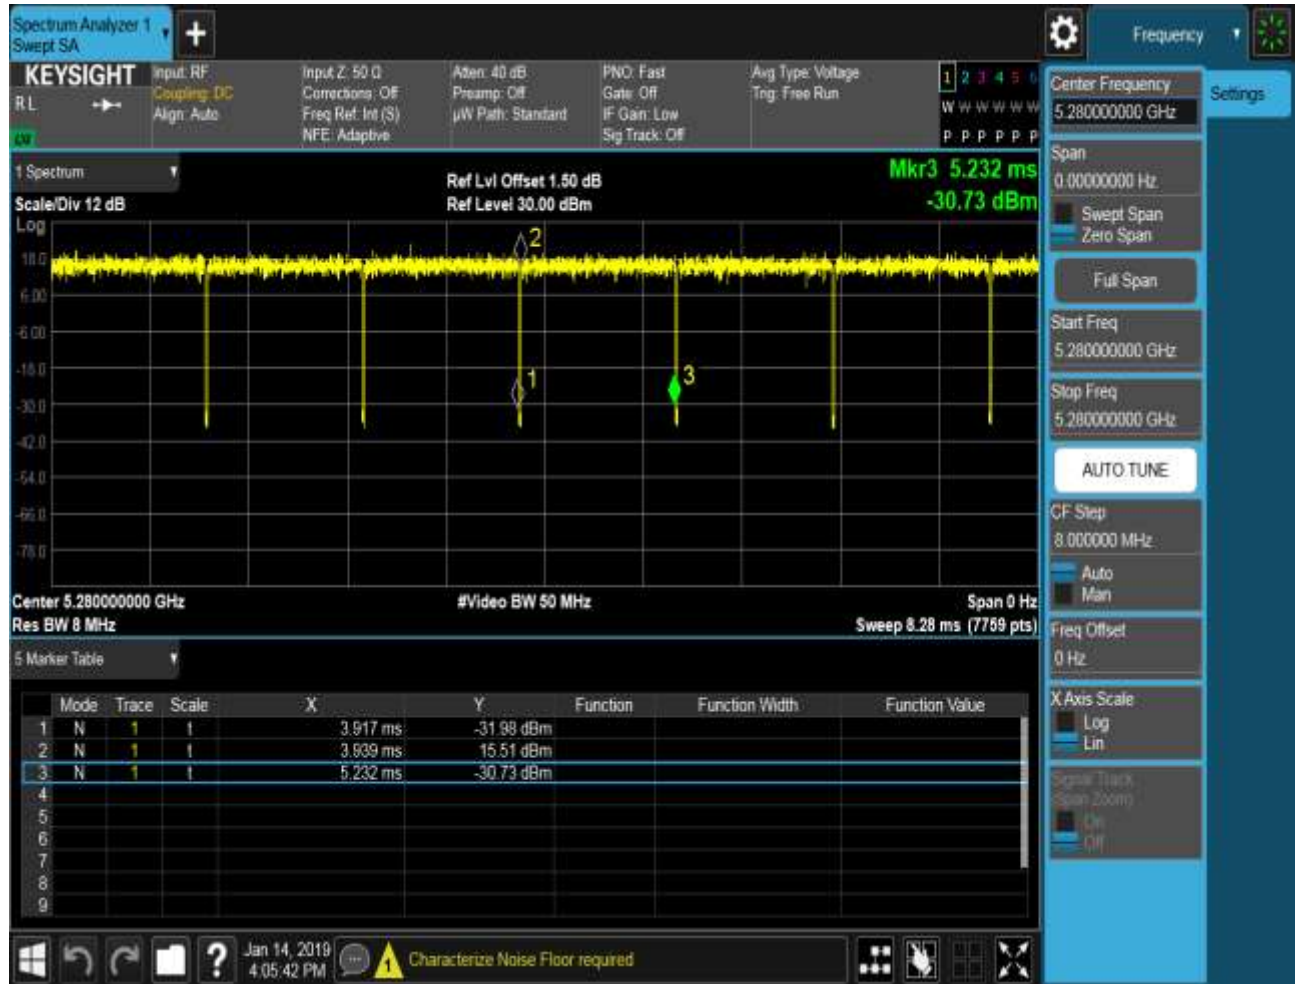 Spectrum Analyzer 1
Swept SA
Frequency
KEYSIGHT
R L
Input: RF
Coupling: DC
Align: Auto
Input Z: 50 Ω
Corrections: Off
Freq Ref: Int (S)
NFE: Adaptive
Atten: 40 dB
Preamp: Off
µW Path: Standard
PNO: Fast
Gate: Off
IF Gain: Low
Sig Track: Off
Avg Type: Voltage
Trig: Free Run
1 2 3 4 5 6
W W W W W W
P P P P P P
Center Frequency
5.280000000 GHz
Settings
1 Spectrum
Scale/Div 12 dB
Ref Lvl Offset 1.50 dB
Ref Level 30.00 dBm
Mkr3 5.232 ms
-30.73 dBm
Span
0.00000000 Hz
Swept Span
Zero Span
Full Span
Start Freq
5.280000000 GHz
Stop Freq
5.280000000 GHz
AUTO TUNE
CF Step
8.000000 MHz
Auto
Man
Freq Offset
0 Hz
X Axis Scale
Log
Lin
Signal Track
(Span Zoom)
On
Off
Log
18.0
6.00
-6.00
-18.0
-30.0
-42.0
-54.0
-66.0
-78.0
2
1
3
Center 5.280000000 GHz
#Video BW 50 MHz
Span 0 Hz
Res BW 8 MHz
Sweep 8.28 ms (7759 pts)
5 Marker Table
Mode Trace Scale X Y Function Function Width Function Value
1 N 1 t 3.917 ms -31.98 dBm
2 N 1 t 3.939 ms 15.51 dBm
3 N 1 t 5.232 ms -30.73 dBm
4
5
6
7
8
9
?
Jan 14, 2019
4:05:42 PM
Characterize Noise Floor required